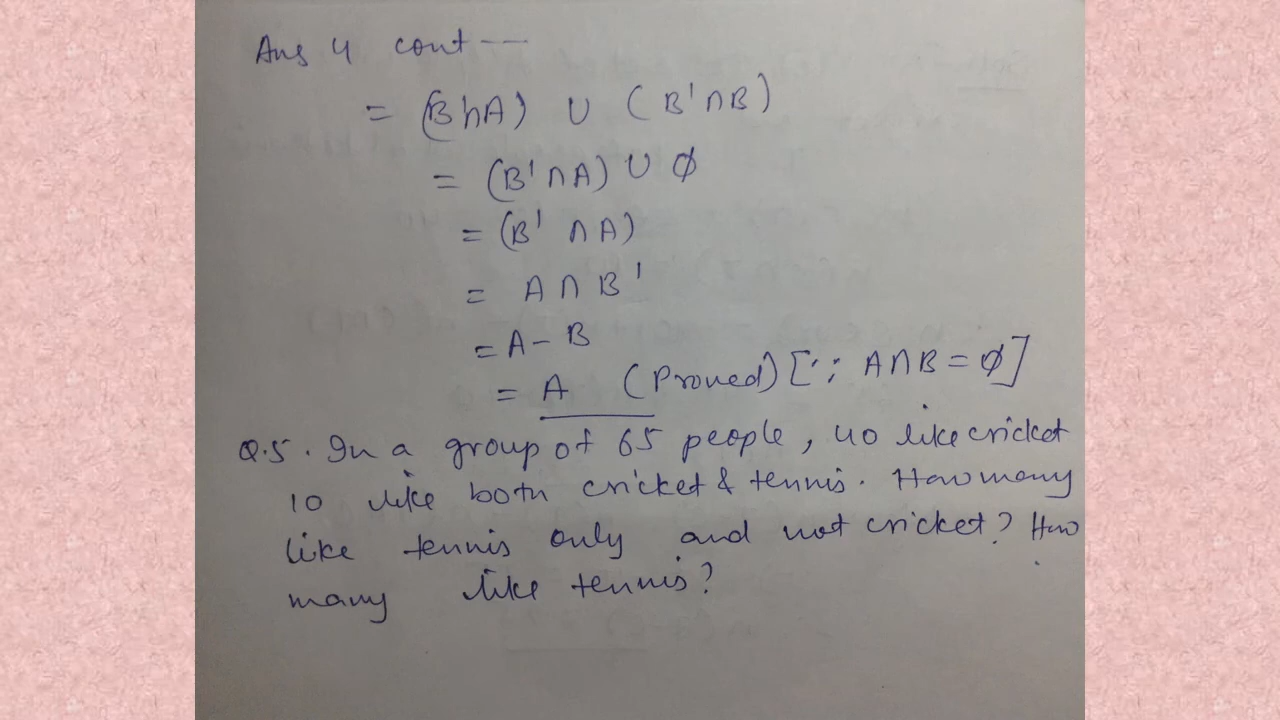 Ans 4 cont ---
= (B'∩A) ∪ (B'∩B)
= (B'∩A) ∪ ϕ
= (B' ∩A)
= A∩B'
= A-B
= A (Proved) [∵ A∩B = ϕ]
Q.5. In a group of 65 people, 40 like cricket
10 like both cricket & tennis. How many
like tennis only and not cricket? How
many like tennis?